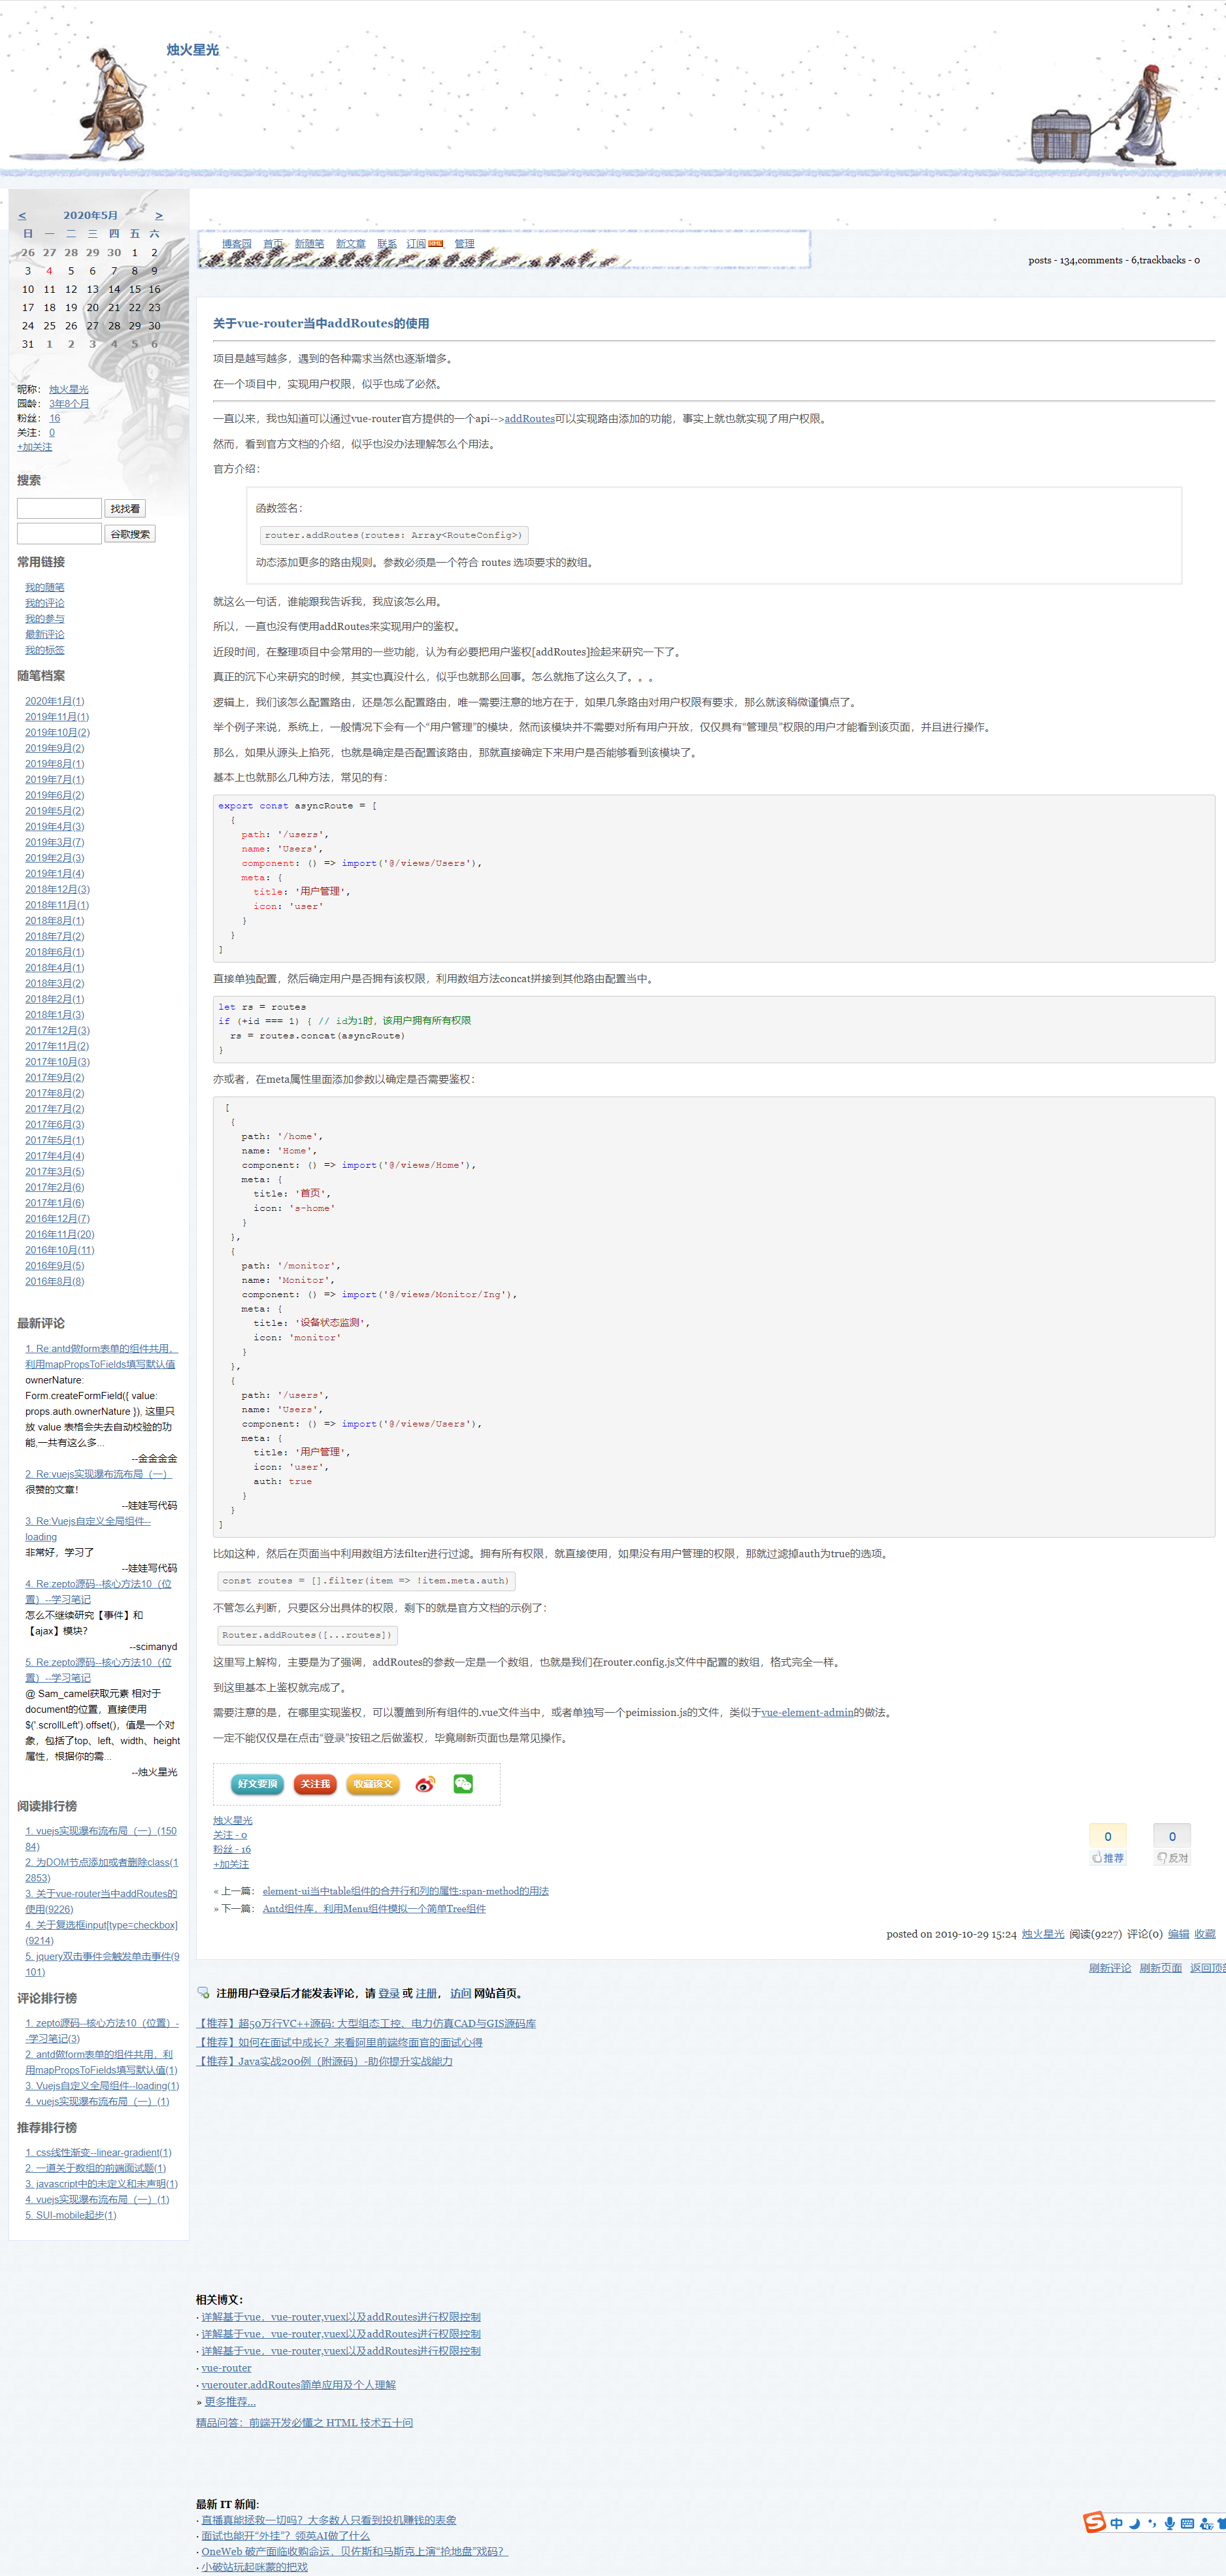 烛火星光
< 2020年5月 >
日 一 二 三 四 五 六
26 27 28 29 30 1 2
3 4 5 6 7 8 9
10 11 12 13 14 15 16
17 18 19 20 21 22 23
24 25 26 27 28 29 30
31 1 2 3 4 5 6
昵称： 烛火星光
园龄： 3年8个月
粉丝： 16
关注： 0
+加关注
搜索
找找看
谷歌搜索
常用链接
我的随笔
我的评论
我的参与
最新评论
我的标签
随笔档案
2020年1月(1)
2019年11月(1)
2019年10月(2)
2019年9月(2)
2019年8月(1)
2019年7月(1)
2019年6月(2)
2019年5月(2)
2019年4月(3)
2019年3月(7)
2019年2月(3)
2019年1月(4)
2018年12月(3)
2018年11月(1)
2018年8月(1)
2018年7月(2)
2018年6月(1)
2018年4月(1)
2018年3月(2)
2018年2月(1)
2018年1月(3)
2017年12月(3)
2017年11月(2)
2017年10月(3)
2017年9月(2)
2017年8月(2)
2017年7月(2)
2017年6月(3)
2017年5月(1)
2017年4月(4)
2017年3月(5)
2017年2月(6)
2017年1月(6)
2016年12月(7)
2016年11月(20)
2016年10月(11)
2016年9月(5)
2016年8月(8)
最新评论
1. Re:antd做form表单的组件共用，
利用mapPropsToFields填写默认值
ownerNature:
Form.createFormField({ value:
props.auth.ownerNature }), 这里只
放 value 表格会失去自动校验的功
能,一共有这么多...
--金金金金
2. Re:vuejs实现瀑布流布局（一）
很赞的文章！
--娃娃写代码
3. Re:Vuejs自定义全局组件--
loading
非常好，学习了
--娃娃写代码
4. Re:zepto源码--核心方法10（位
置）--学习笔记
怎么不继续研究【事件】和
【ajax】模块?
--scimanyd
5. Re:zepto源码--核心方法10（位
置）--学习笔记
@ Sam_camel获取元素 相对于
document的位置，直接使用
$('.scrollLeft').offset()，值是一个对
象，包括了top、left、width、height
属性，根据你的需...
--烛火星光
阅读排行榜
1. vuejs实现瀑布流布局（一）(150
84)
2. 为DOM节点添加或者删除class(1
2853)
3. 关于vue-router当中addRoutes的
使用(9226)
4. 关于复选框input[type=checkbox]
(9214)
5. jquery双击事件会触发单击事件(9
101)
评论排行榜
1. zepto源码--核心方法10（位置）-
-学习笔记(3)
2. antd做form表单的组件共用，利
用mapPropsToFields填写默认值(1)
3. Vuejs自定义全局组件--loading(1)
4. vuejs实现瀑布流布局（一）(1)
推荐排行榜
1. css线性渐变--linear-gradient(1)
2. 一道关于数组的前端面试题(1)
3. javascript中的未定义和未声明(1)
4. vuejs实现瀑布流布局（一）(1)
5. SUI-mobile起步(1)
博客园 首页 新随笔 新文章 联系 订阅 XML 管理
posts - 134,comments - 6,trackbacks - 0
关于vue-router当中addRoutes的使用
项目是越写越多，遇到的各种需求当然也逐渐增多。
在一个项目中，实现用户权限，似乎也成了必然。
一直以来，我也知道可以通过vue-router官方提供的一个api-->addRoutes可以实现路由添加的功能，事实上就也就实现了用户权限。
然而，看到官方文档的介绍，似乎也没办法理解怎么个用法。
官方介绍：
函数签名：
router.addRoutes(routes: Array<RouteConfig>)
动态添加更多的路由规则。参数必须是一个符合 routes 选项要求的数组。
就这么一句话，谁能跟我告诉我，我应该怎么用。
所以，一直也没有使用addRoutes来实现用户的鉴权。
近段时间，在整理项目中会常用的一些功能，认为有必要把用户鉴权[addRoutes]捡起来研究一下了。
真正的沉下心来研究的时候，其实也真没什么，似乎也就那么回事。怎么就拖了这么久了。。。
逻辑上，我们该怎么配置路由，还是怎么配置路由，唯一需要注意的地方在于，如果几条路由对用户权限有要求，那么就该稍微谨慎点了。
举个例子来说，系统上，一般情况下会有一个“用户管理”的模块，然而该模块并不需要对所有用户开放，仅仅具有“管理员”权限的用户才能看到该页面，并且进行操作。
那么，如果从源头上掐死，也就是确定是否配置该路由，那就直接确定下来用户是否能够看到该模块了。
基本上也就那么几种方法，常见的有：
export const asyncRoute = [
{
path: '/users',
name: 'Users',
component: () => import('@/views/Users'),
meta: {
title: '用户管理',
icon: 'user'
}
}
]
直接单独配置，然后确定用户是否拥有该权限，利用数组方法concat拼接到其他路由配置当中。
let rs = routes
if (+id === 1) { // id为1时，该用户拥有所有权限
rs = routes.concat(asyncRoute)
}
亦或者，在meta属性里面添加参数以确定是否需要鉴权：
[
{
path: '/home',
name: 'Home',
component: () => import('@/views/Home'),
meta: {
title: '首页',
icon: 's-home'
}
},
{
path: '/monitor',
name: 'Monitor',
component: () => import('@/views/Monitor/Ing'),
meta: {
title: '设备状态监测',
icon: 'monitor'
}
},
{
path: '/users',
name: 'Users',
component: () => import('@/views/Users'),
meta: {
title: '用户管理',
icon: 'user',
auth: true
}
}
]
比如这种，然后在页面当中利用数组方法filter进行过滤。拥有所有权限，就直接使用，如果没有用户管理的权限，那就过滤掉auth为true的选项。
const routes = [].filter(item => !item.meta.auth)
不管怎么判断，只要区分出具体的权限，剩下的就是官方文档的示例了：
Router.addRoutes([...routes])
这里写上解构，主要是为了强调，addRoutes的参数一定是一个数组，也就是我们在router.config.js文件中配置的数组，格式完全一样。
到这里基本上鉴权就完成了。
需要注意的是，在哪里实现鉴权，可以覆盖到所有组件的.vue文件当中，或者单独写一个peimission.js的文件，类似于vue-element-admin的做法。
一定不能仅仅是在点击“登录”按钮之后做鉴权，毕竟刷新页面也是常见操作。
好文要顶 关注我 收藏该文
烛火星光
关注 - 0
粉丝 - 16
+加关注
0 0
推荐 反对
« 上一篇： element-ui当中table组件的合并行和列的属性:span-method的用法
» 下一篇： Antd组件库，利用Menu组件模拟一个简单Tree组件
posted on 2019-10-29 15:24 烛火星光 阅读(9227) 评论(0) 编辑 收藏
刷新评论 刷新页面 返回顶部
注册用户登录后才能发表评论，请 登录 或 注册， 访问 网站首页。
【推荐】超50万行VC++源码: 大型组态工控、电力仿真CAD与GIS源码库
【推荐】如何在面试中成长？来看阿里前端终面官的面试心得
【推荐】Java实战200例（附源码）-助你提升实战能力
相关博文：
· 详解基于vue，vue-router,vuex以及addRoutes进行权限控制
· 详解基于vue，vue-router,vuex以及addRoutes进行权限控制
· 详解基于vue，vue-router,vuex以及addRoutes进行权限控制
· vue-router
· vuerouter.addRoutes简单应用及个人理解
» 更多推荐...
精品问答：前端开发必懂之 HTML 技术五十问
最新 IT 新闻:
· 直播真能拯救一切吗？大多数人只看到投机赚钱的表象
· 面试也能开“外挂”？领英AI做了什么
· OneWeb 破产面临收购命运，贝佐斯和马斯克上演“抢地盘”戏码？
· 小破站玩起咪蒙的把戏
中